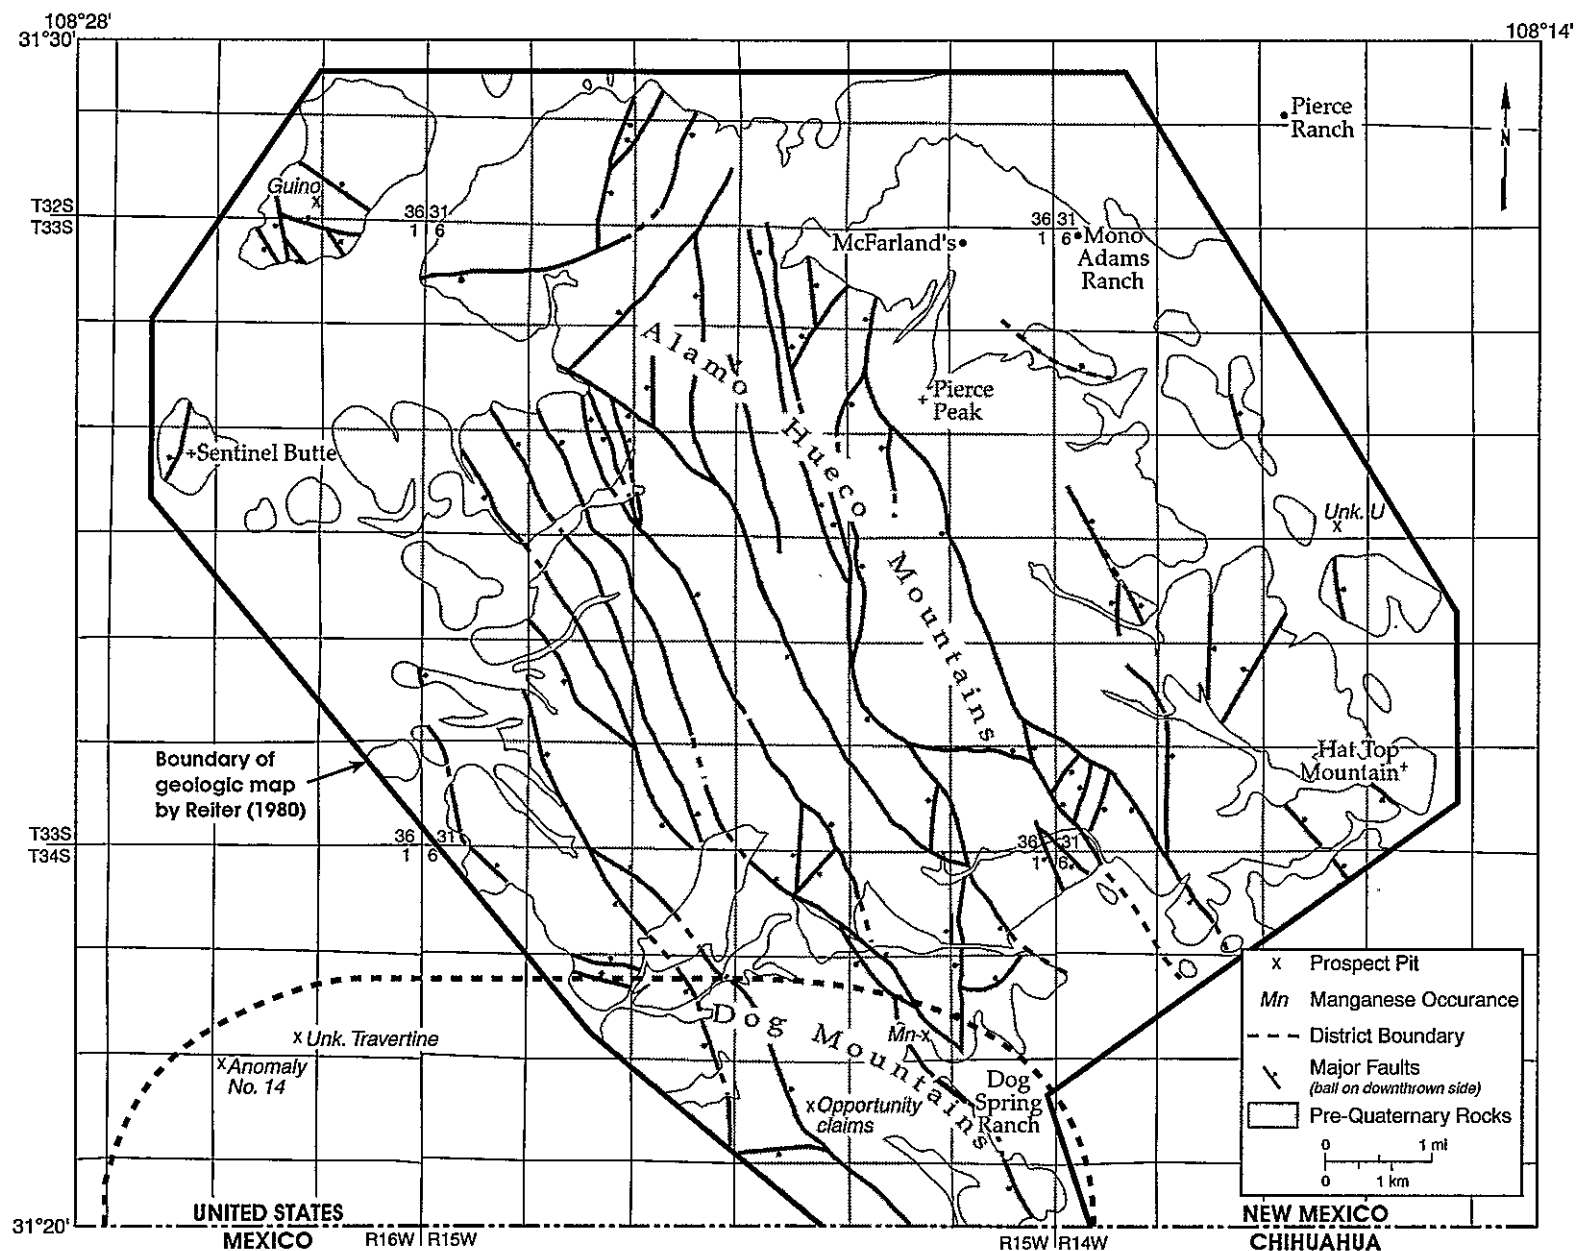 108°28'
31°30'
108°14'
Pierce
Ranch
N
Guino
x
T32S
T33S
36 31
1 6
36 31
1 6
McFarland's
Mono
Adams
Ranch
Alamo Hueco Mountains
Pierce
Peak
Sentinel Butte
Unk. U
x
Boundary of
geologic map
by Reiter (1980)
Hat Top
Mountain
T33S
T34S
36 31
1 6
36 31
1 6
Dog Mountains
Mn-x
x Unk. Travertine
x Anomaly
No. 14
x Opportunity
claims
Dog
Spring
Ranch
x Prospect Pit
Mn Manganese Occurance
District Boundary
Major Faults
(ball on downthrown side)
Pre-Quaternary Rocks
0 1 mi
0 1 km
31°20'
UNITED STATES
MEXICO
R16W R15W
R15W R14W
NEW MEXICO
CHIHUAHUA